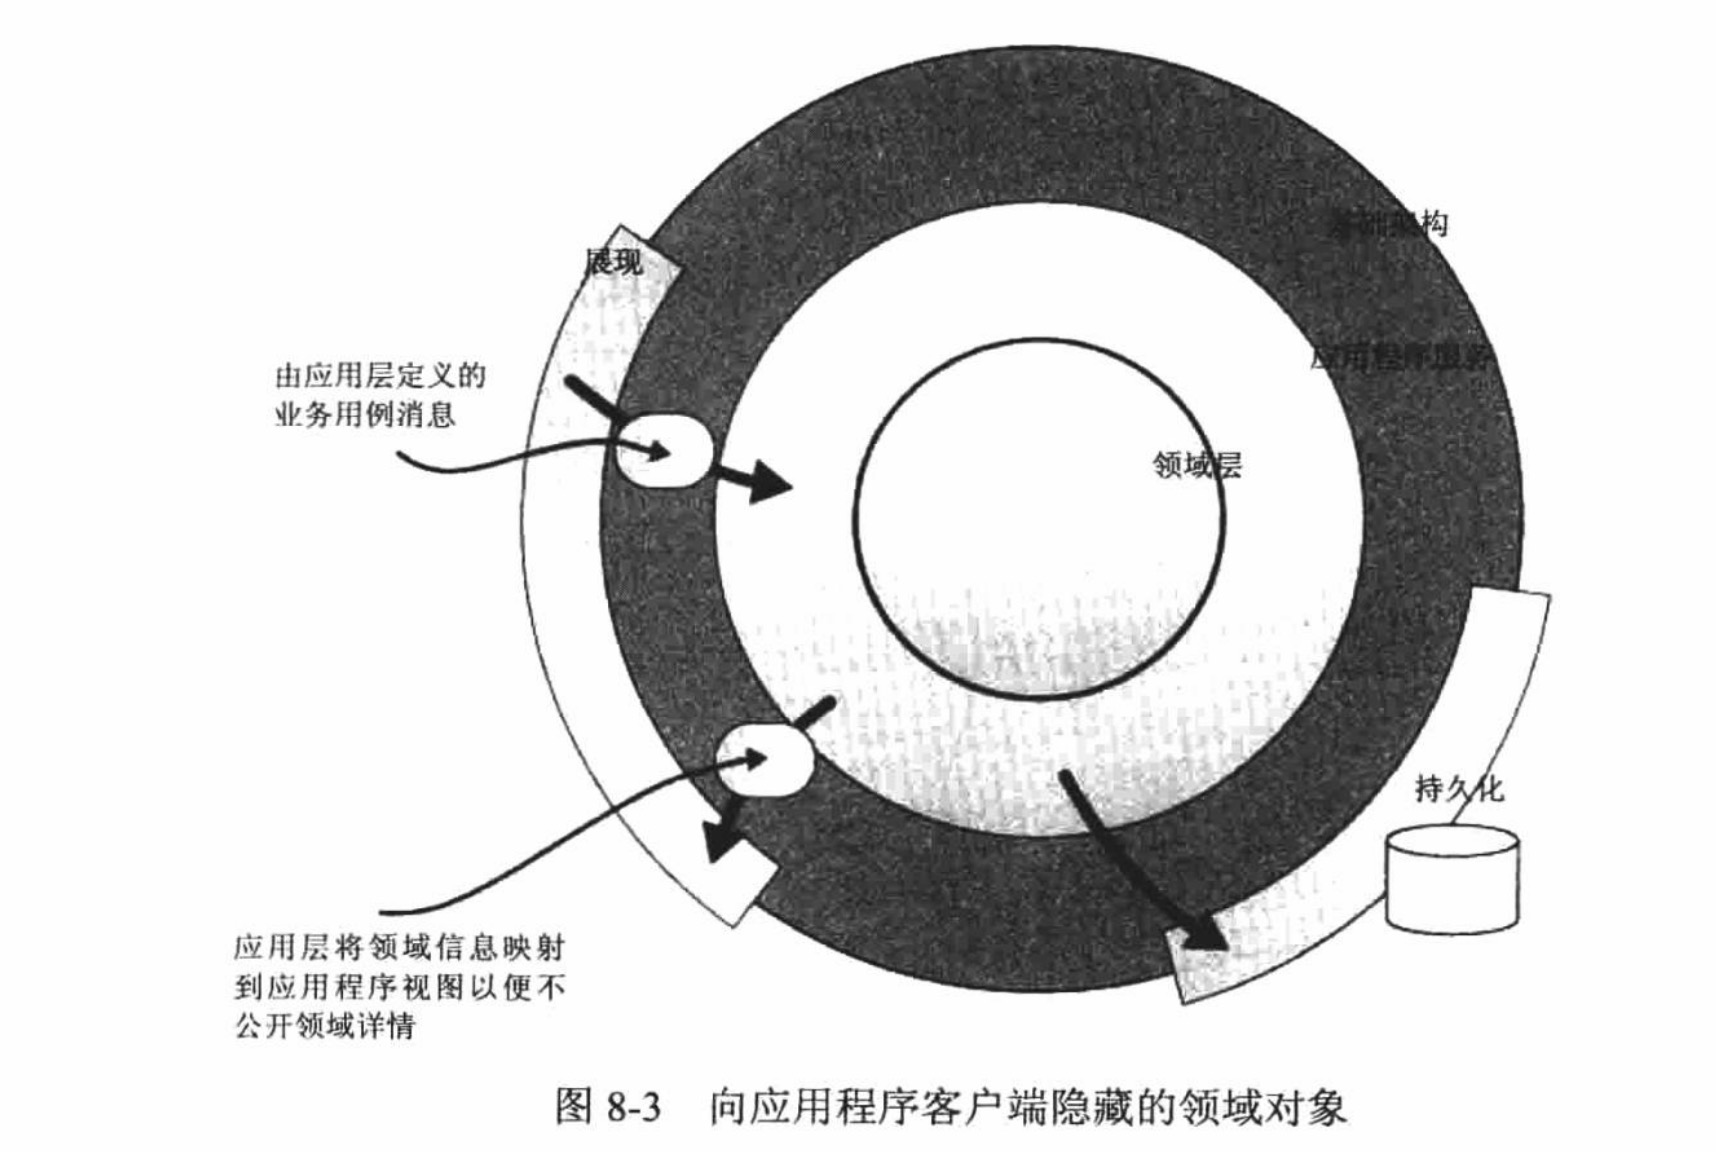 基础架构
展现
应用程序服务
由应用层定义的
业务用例消息
领域层
持久化
应用层将领域信息映射
到应用程序视图以便不
公开领域详情
图 8-3 向应用程序客户端隐藏的领域对象